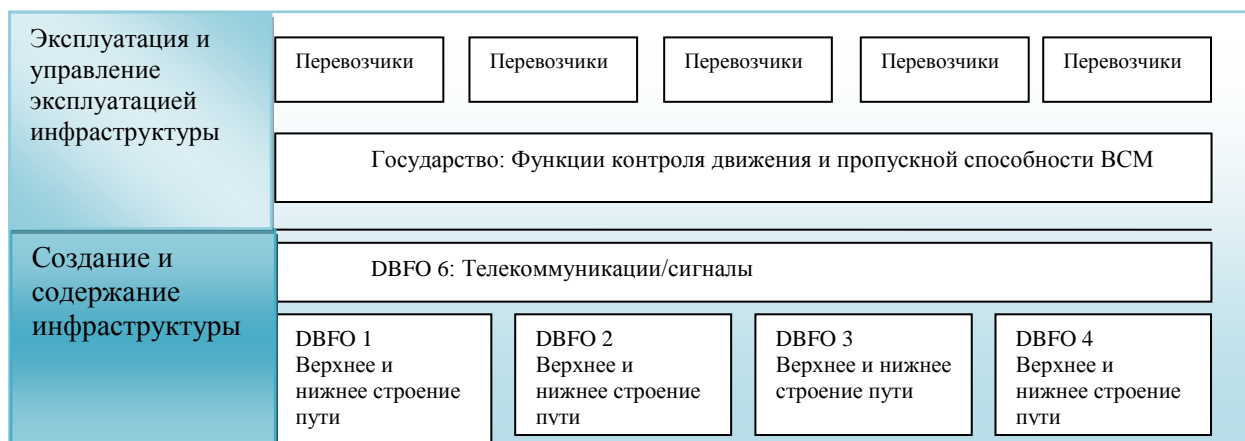 Эксплуатация и
управление
эксплуатацией
инфраструктуры
Перевозчики
Перевозчики
Перевозчики
Перевозчики
Перевозчики
Государство: Функции контроля движения и пропускной способности ВСМ
Создание и
содержание
инфраструктуры
DBFO 6: Телекоммуникации/сигналы
DBFO 1
Верхнее и
нижнее строение
пути
DBFO 2
Верхнее и
нижнее строение
пути
DBFO 3
Верхнее и нижнее
строение пути
DBFO 4
Верхнее и
нижнее строение
пути